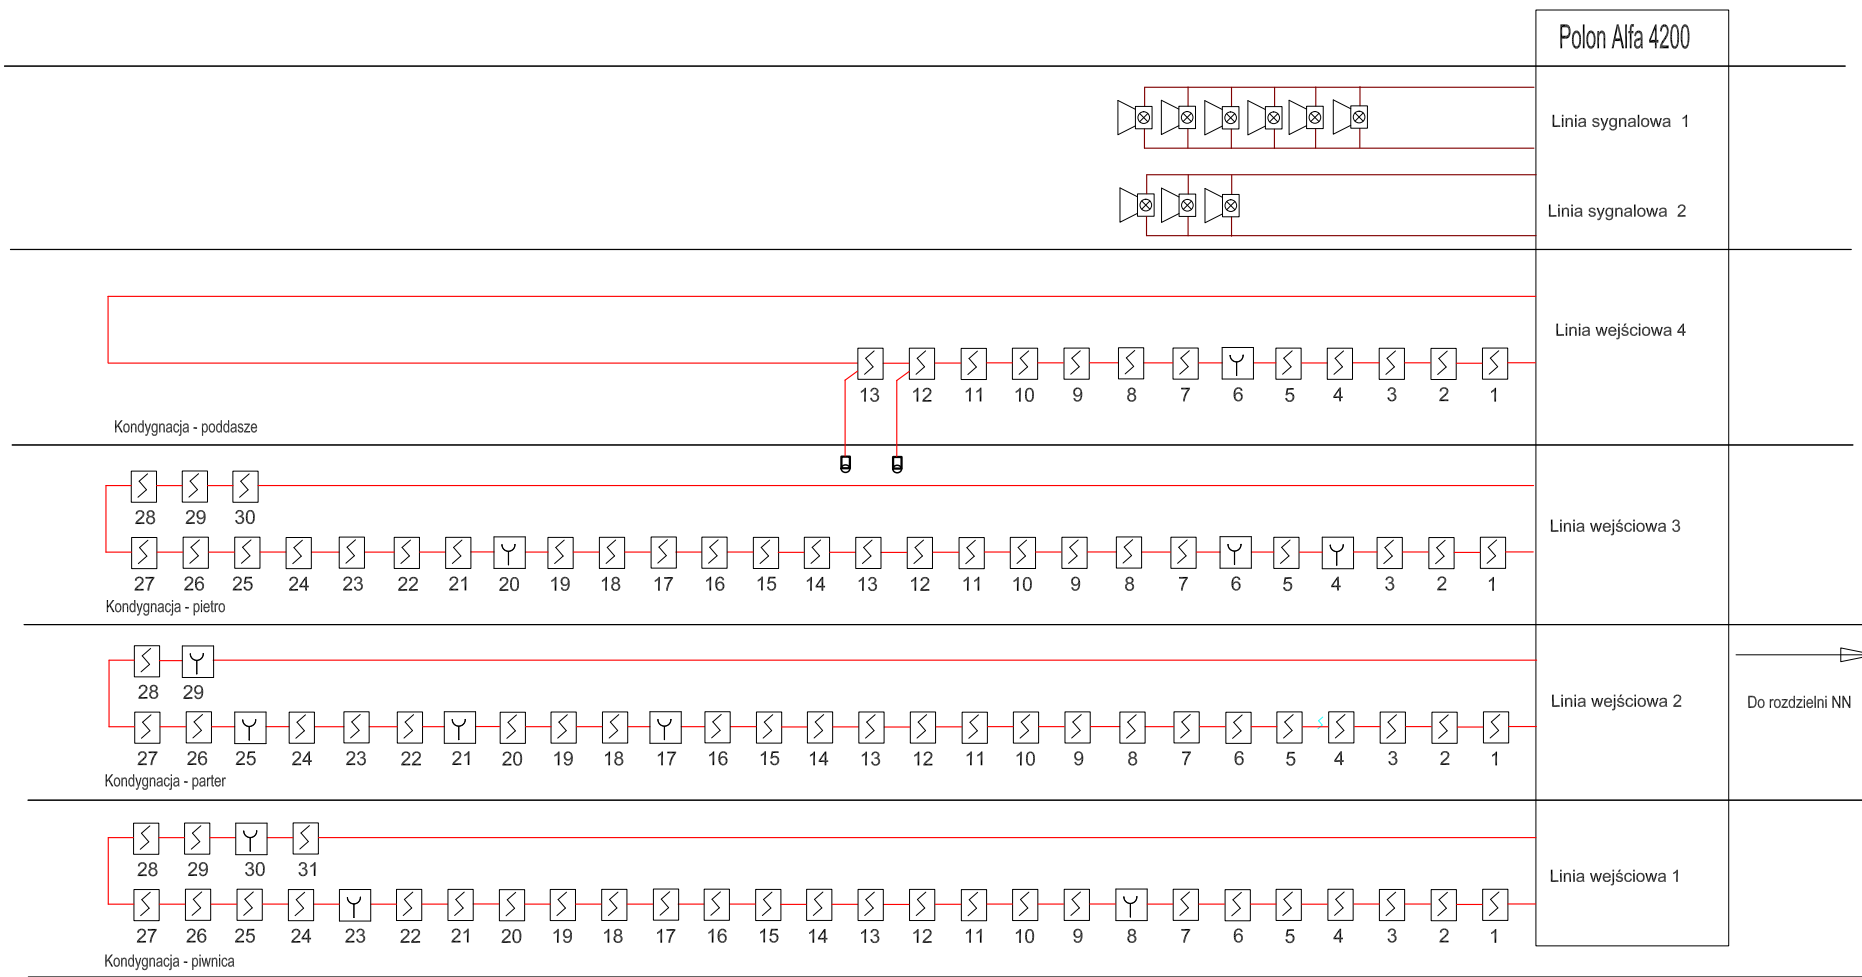 Polon Alfa 4200
Linia sygnalowa 1
Linia sygnalowa 2
Linia wejściowa 4
13 12 11 10 9 8 7 6 5 4 3 2 1
Kondygnacja - poddasze
28 29 30
Linia wejściowa 3
27 26 25 24 23 22 21 20 19 18 17 16 15 14 13 12 11 10 9 8 7 6 5 4 3 2 1
Kondygnacja - pietro
28 29
Linia wejściowa 2
Do rozdzielni NN
27 26 25 24 23 22 21 20 19 18 17 16 15 14 13 12 11 10 9 8 7 6 5 4 3 2 1
Kondygnacja - parter
28 29 30 31
Linia wejściowa 1
27 26 25 24 23 22 21 20 19 18 17 16 15 14 13 12 11 10 9 8 7 6 5 4 3 2 1
Kondygnacja - piwnica